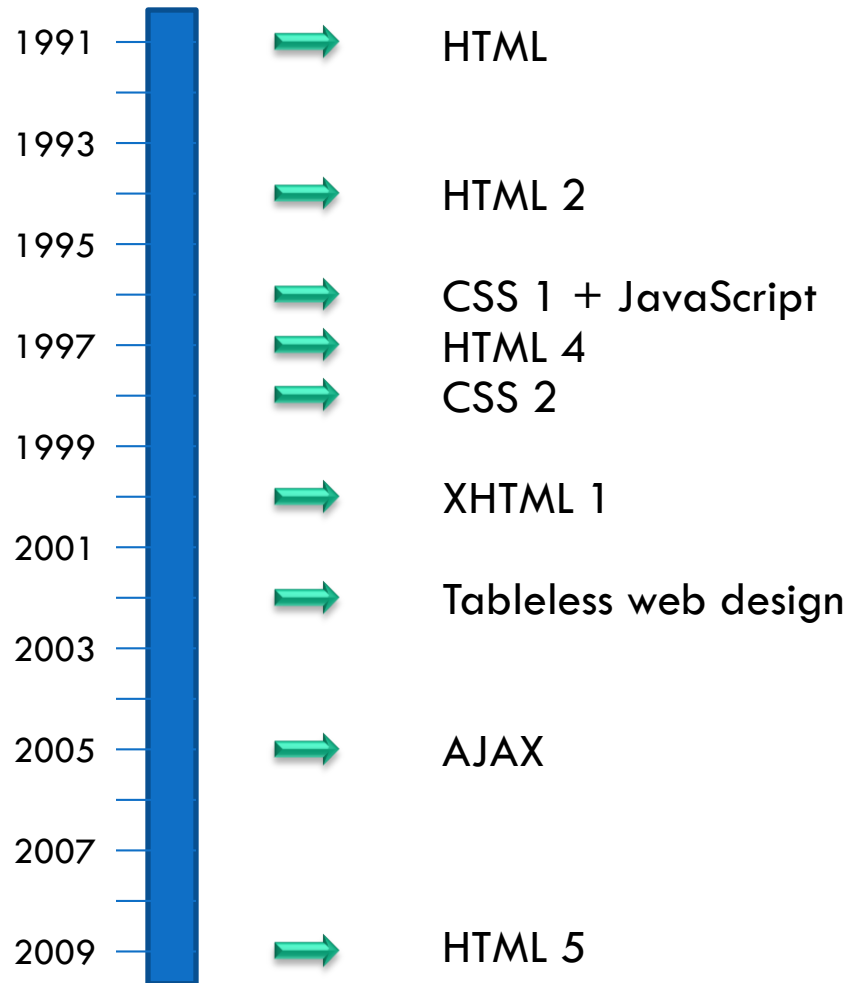 1991 HTML
1993
HTML 2
1995
CSS 1 + JavaScript
1997 HTML 4
CSS 2
1999
XHTML 1
2001
Tableless web design
2003
2005 AJAX
2007
2009 HTML 5